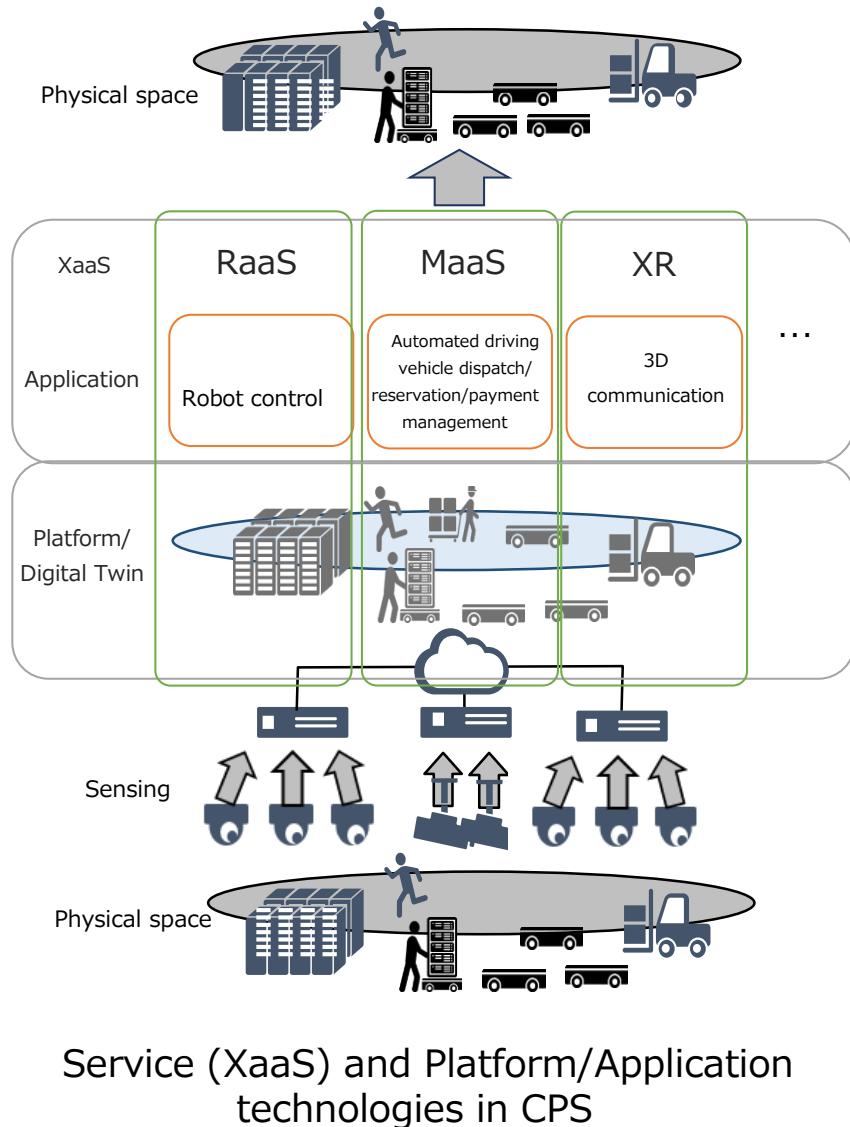 Physical space
XaaS
RaaS
MaaS
XR
Application
Robot control
Automated driving
vehicle dispatch/
reservation/payment
management
3D
communication
...
Platform/
Digital Twin
Sensing
Physical space
Service (XaaS) and Platform/Application
technologies in CPS